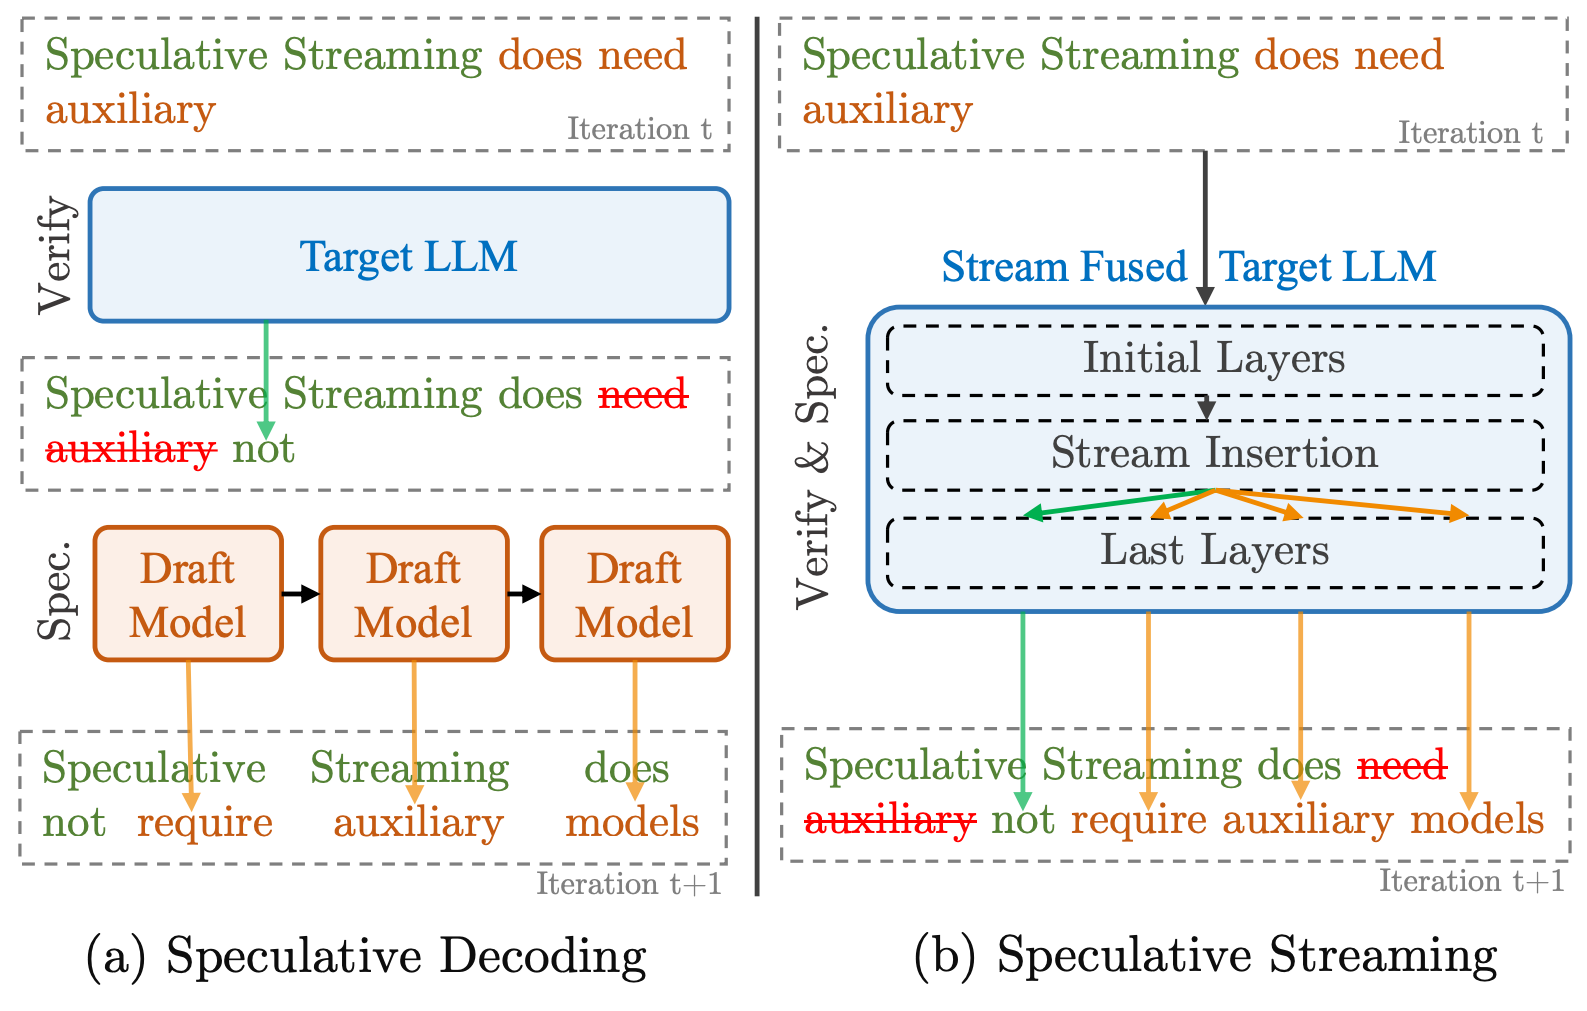 Speculative Streaming does need
auxiliary
Iteration t
Verify
Target LLM
Speculative Streaming does need
auxiliary not
Spec.
Draft
Model
Draft
Model
Draft
Model
Speculative Streaming does
not require auxiliary models
Iteration t+1
(a) Speculative Decoding
Speculative Streaming does need
auxiliary
Iteration t
Stream Fused Target LLM
Verify & Spec.
Initial Layers
Stream Insertion
Last Layers
Speculative Streaming does need
auxiliary not require auxiliary models
Iteration t+1
(b) Speculative Streaming